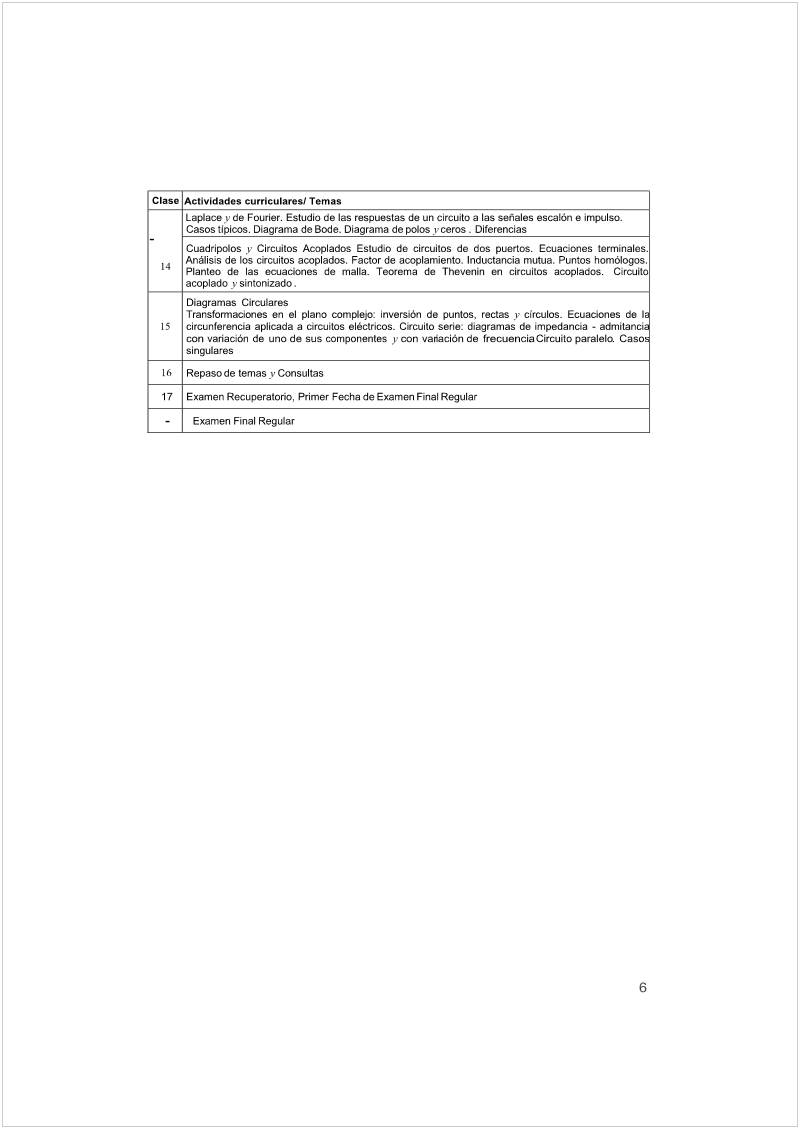 Clase Actividades curriculares/ Temas
Laplace y de Fourier. Estudio de las respuestas de un circuito a las señales escalón e impulso.
Casos típicos. Diagrama de Bode. Diagrama de polos y ceros . Diferencias
-
14
Cuadripolos y Circuitos Acoplados Estudio de circuitos de dos puertos. Ecuaciones terminales.
Análisis de los circuitos acoplados. Factor de acoplamiento. Inductancia mutua. Puntos homólogos.
Planteo de las ecuaciones de malla. Teorema de Thevenin en circuitos acoplados. Circuito
acoplado y sintonizado .
15
Diagramas Circulares
Transformaciones en el plano complejo: inversión de puntos, rectas y círculos. Ecuaciones de la
circunferencia aplicada a circuitos eléctricos. Circuito serie: diagramas de impedancia - admitancia
con variación de uno de sus componentes y con variación de frecuencia Circuito paralelo. Casos
singulares
16 Repaso de temas y Consultas
17 Examen Recuperatorio, Primer Fecha de Examen Final Regular
- Examen Final Regular
6